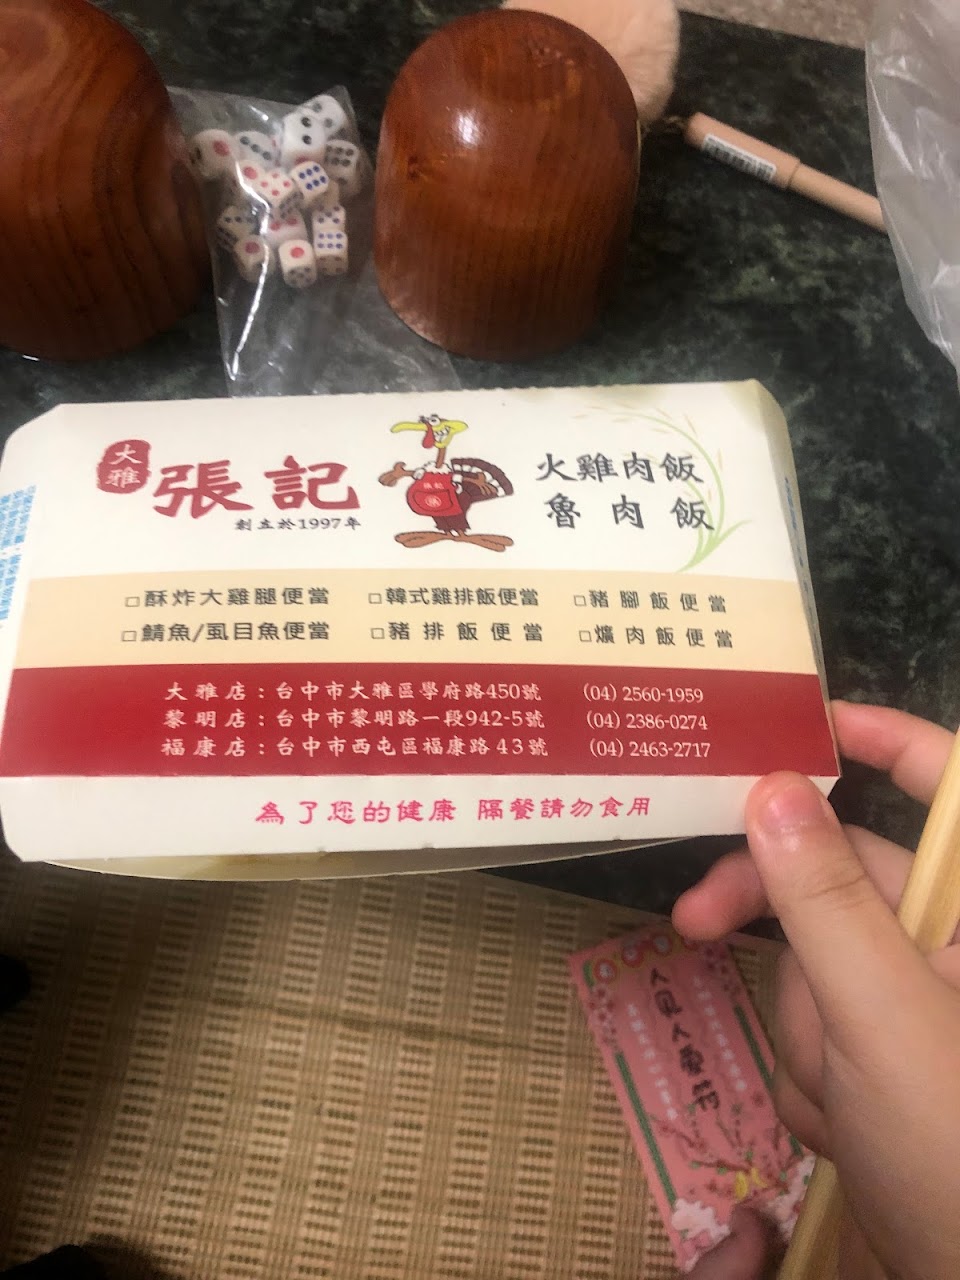 大雅
張記
創立於1997年
火雞肉飯
魯肉飯
□酥炸大雞腿便當 □韓式雞排飯便當 □豬腳飯便當
□鯖魚/虱目魚便當 □豬排飯便當 □爌肉飯便當
大雅店：台中市大雅區學府路450號 (04) 2560-1959
黎明店：台中市黎明路一段942-5號 (04) 2386-0274
福康店：台中市西屯區福康路43號 (04) 2463-2717
為了您的健康 隔餐請勿食用
人見人愛符